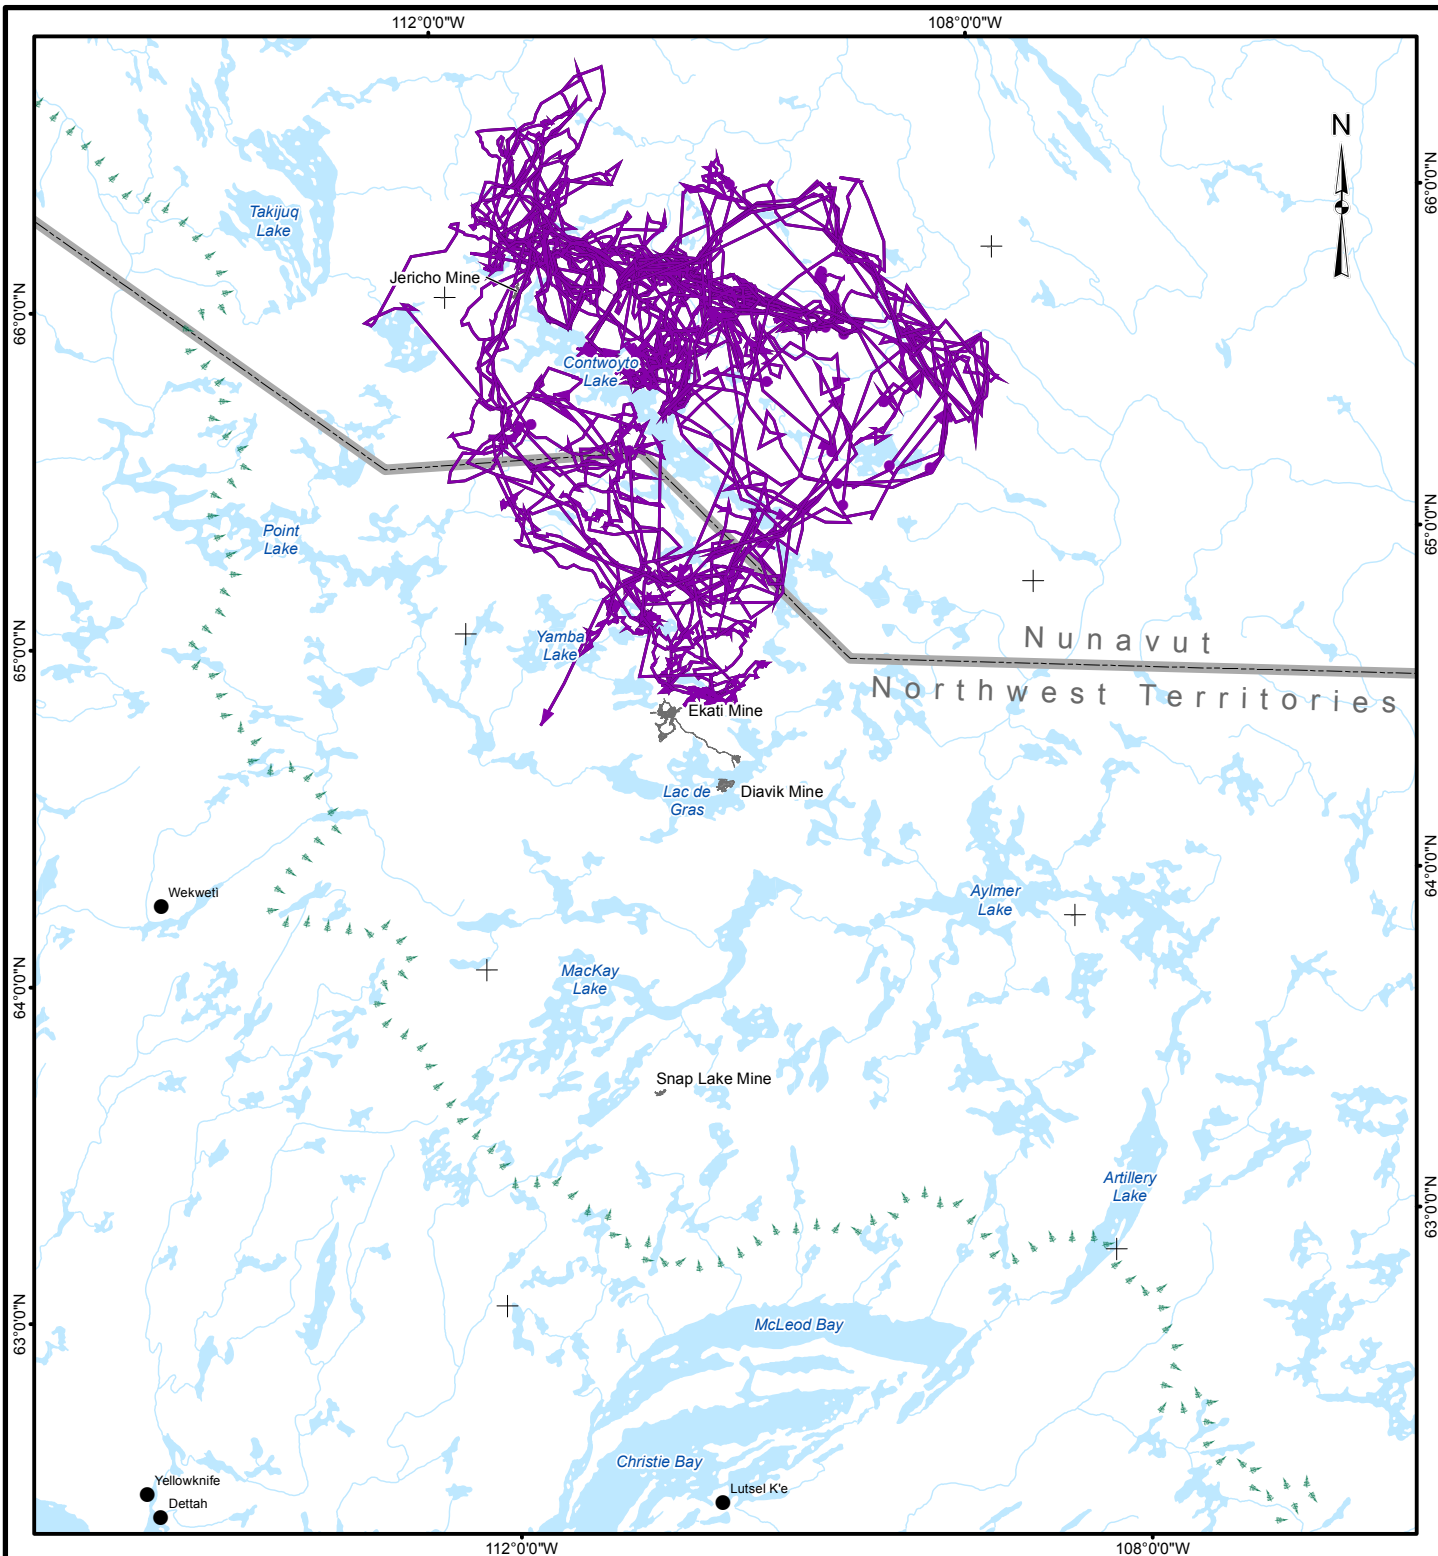 112°0'0"W
108°0'0"W
N
66°0'0"N
Takijuq
Lake
Jericho Mine
66°0'0"N
Contwoyto
Lake
65°0'0"N
Point
Lake
Yamba
Lake
65°0'0"N
Nunavut
Northwest Territories
Ekati Mine
Lac de
Gras
Diavik Mine
64°0'0"N
Wekweti
Aylmer
Lake
MacKay
Lake
64°0'0"N
Snap Lake Mine
Artillery
Lake
63°0'0"N
McLeod Bay
63°0'0"N
Christie Bay
Yellowknife
Dettah
Lutsel K'e
112°0'0"W
108°0'0"W